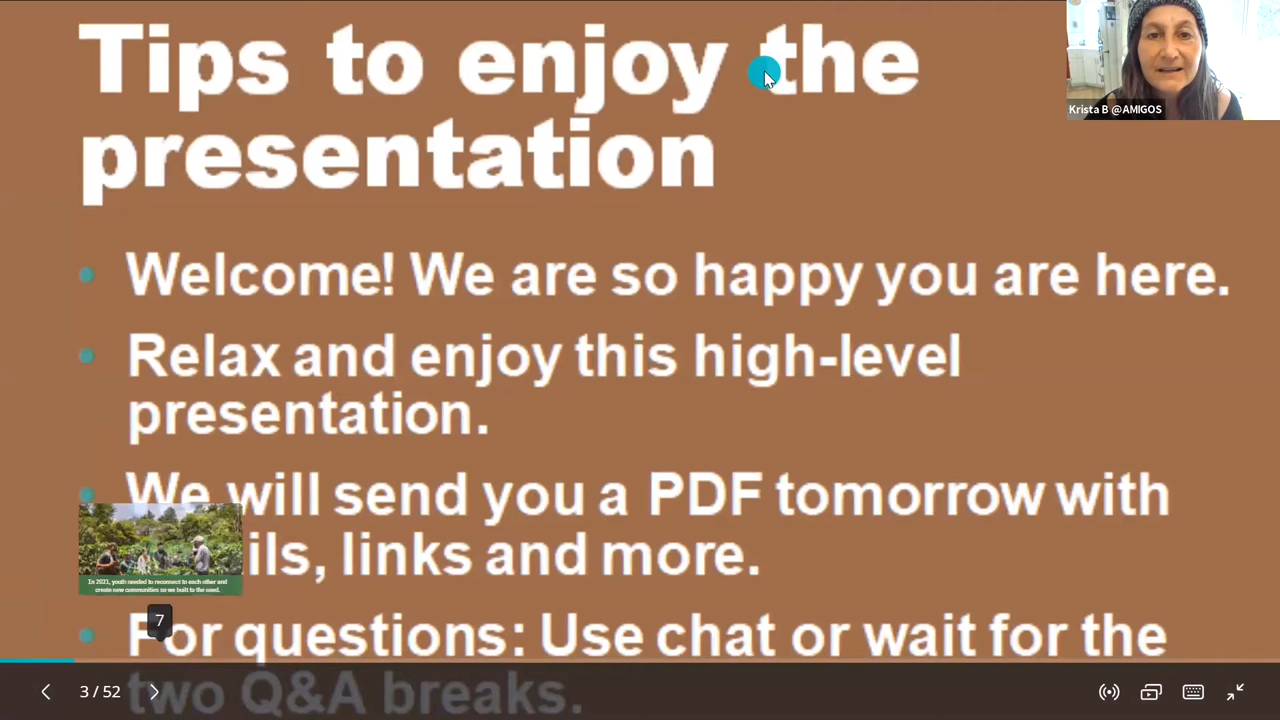 Tips to enjoy the
presentation
Krista B @AMIGOS
Welcome! We are so happy you are here.
Relax and enjoy this high-level
presentation.
We will send you a PDF tomorrow with
ils, links and more.
In 2021, youth needed to reconnect to each other and
create new communities so we built to the need.
7
For questions: Use chat or wait for the
two Q&A breaks.
3 / 52